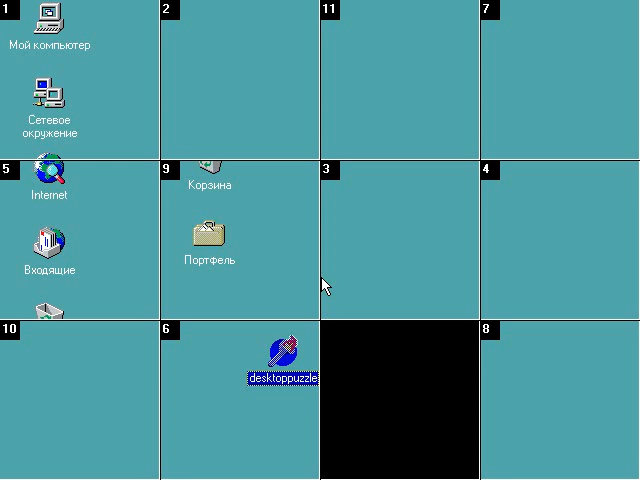 1
2
11
7
Мой компьютер
Сетевое
окружение
5
9
3
4
Internet
Корзина
Входящие
Портфель
10
6
8
desktoppuzzle